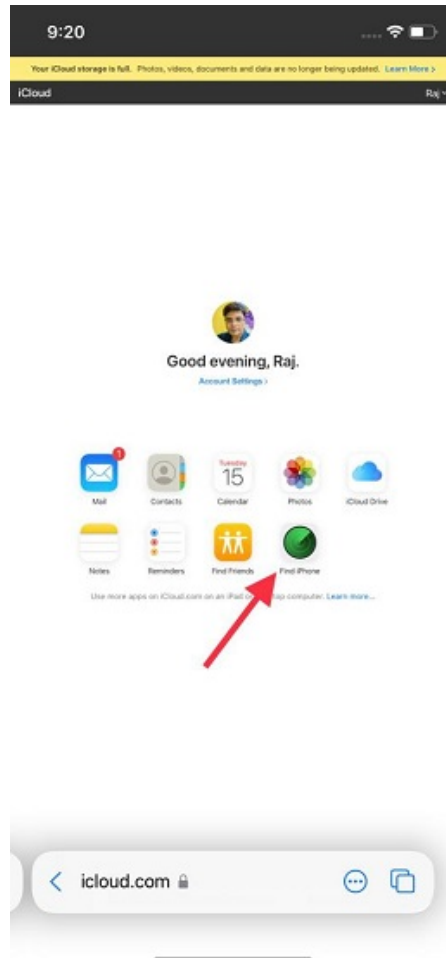 9:20
Your iCloud storage is full. Photos, videos, documents and data are no longer being updated. Learn More >
iCloud Raj
Good evening, Raj.
Account Settings >
1
Tuesday
15
Mail Contacts Calendar Photos iCloud Drive
Notes Reminders Find Friends Find iPhone
Use more apps on iCloud.com on an iPad or computer. Learn more...
icloud.com